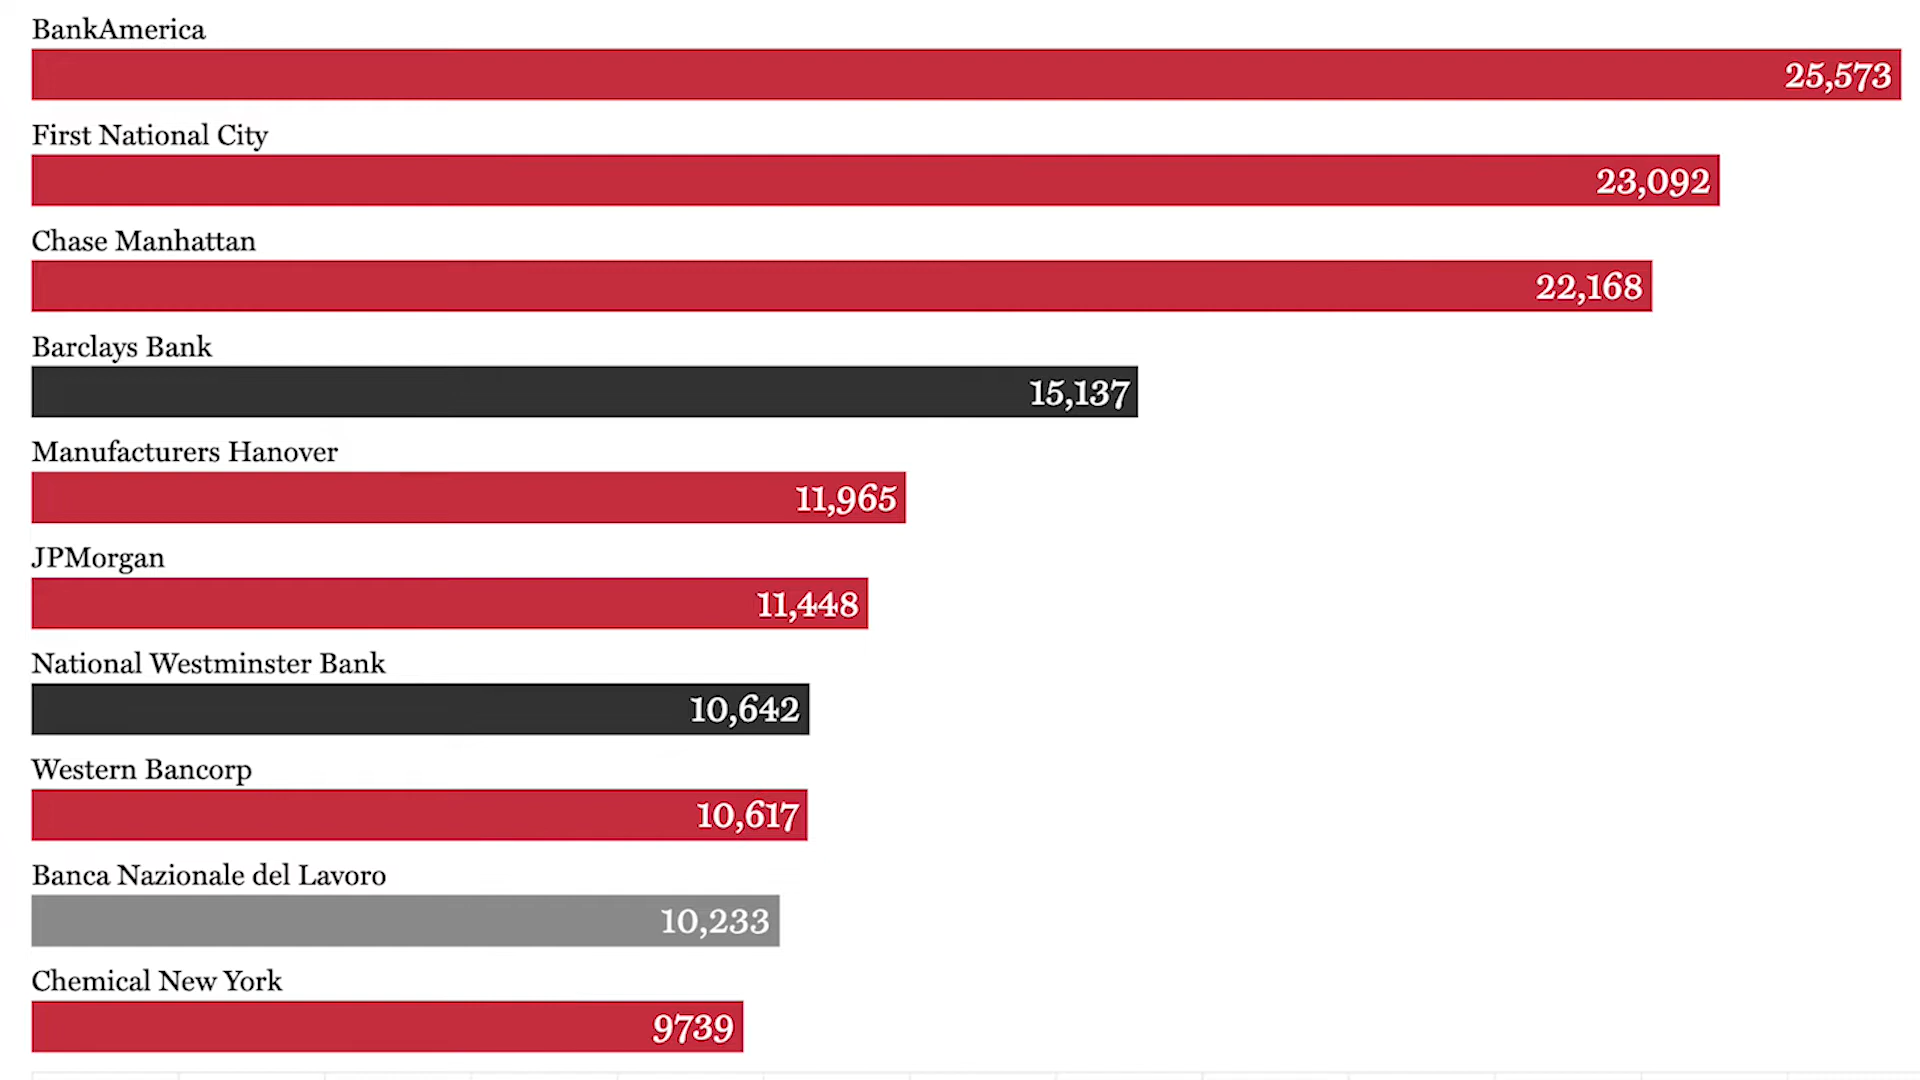 BankAmerica
25,573
First National City
23,092
Chase Manhattan
22,168
Barclays Bank
15,137
Manufacturers Hanover
11,965
JPMorgan
11,448
National Westminster Bank
10,642
Western Bancorp
10,617
Banca Nazionale del Lavoro
10,233
Chemical New York
9739